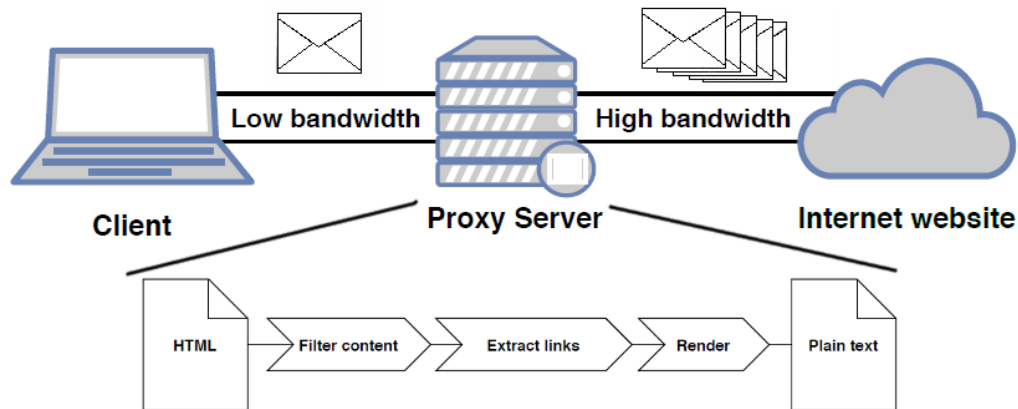 Low bandwidth
High bandwidth
Client
Proxy Server
Internet website
HTML
Filter content
Extract links
Render
Plain text